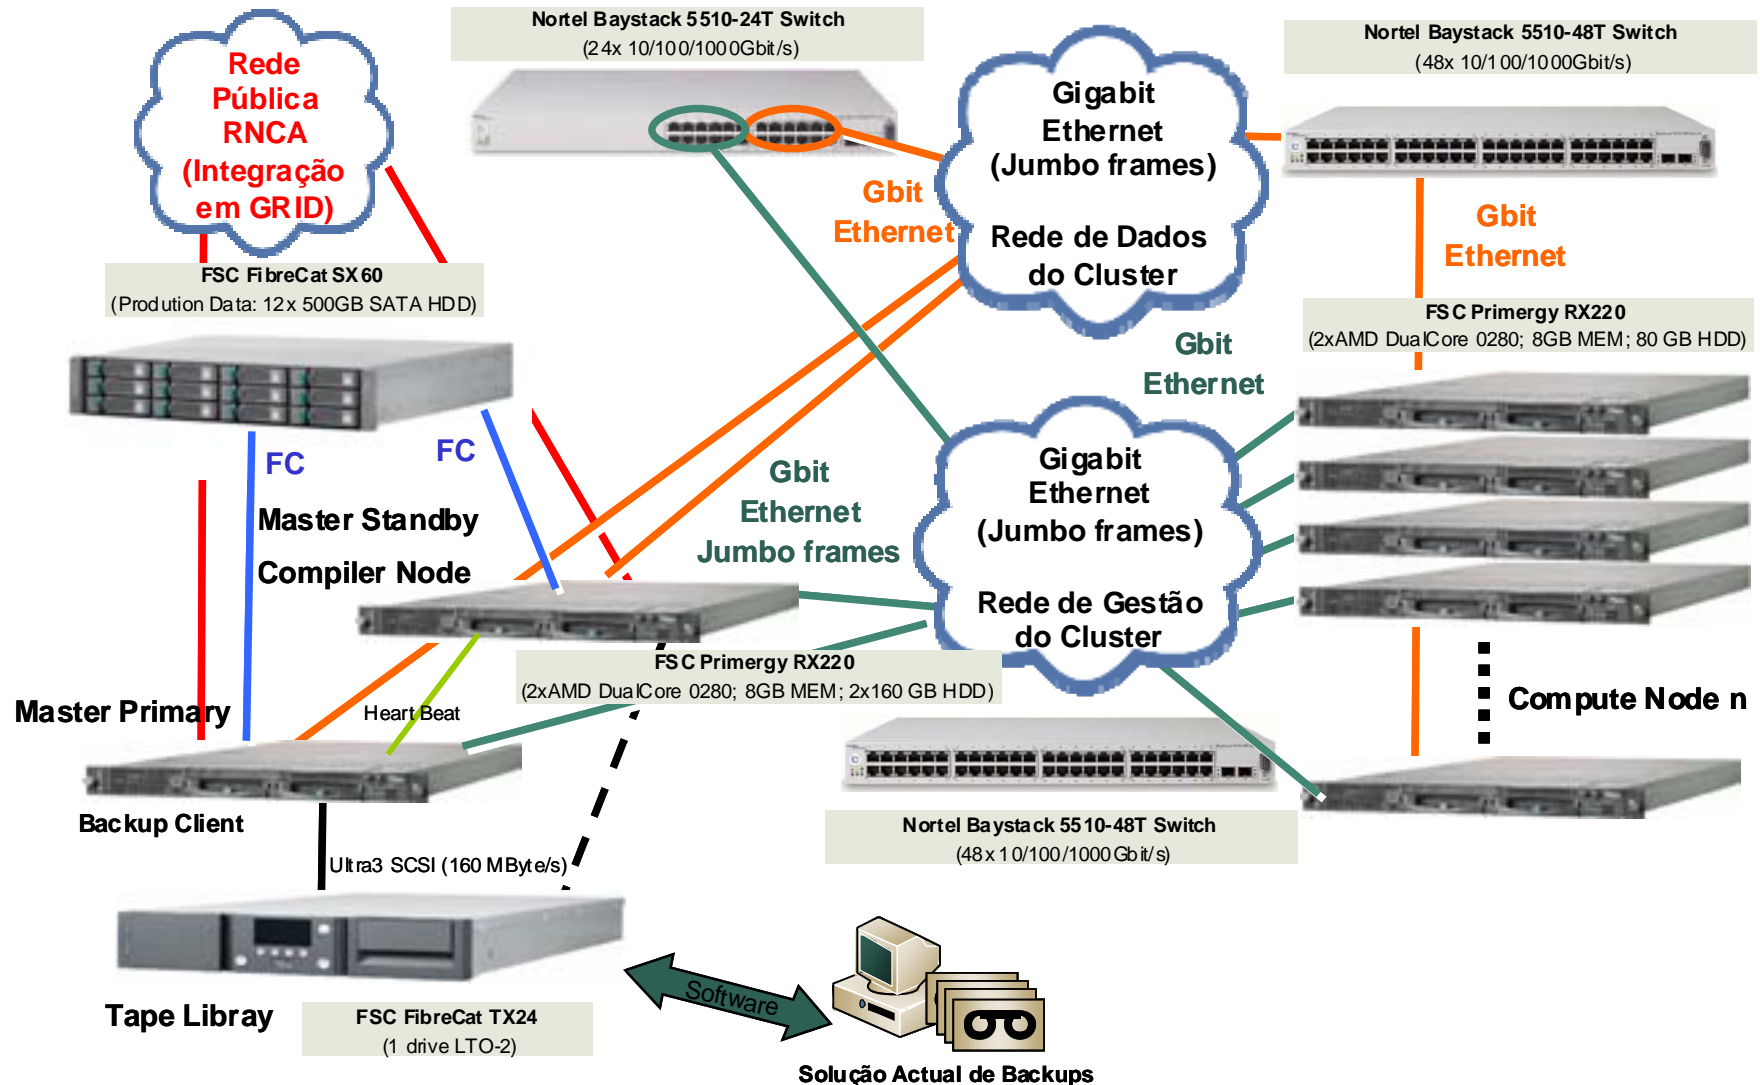 Nortel Baystack 5510-24T Switch
(24x 10/100/1000Gbit/s)
Nortel Baystack 5510-48T Switch
(48x 10/100/1000Gbit/s)
Rede
Pública
RNCA
(Integração
em GRID)
Gigabit
Ethernet
(Jumbo frames)
Rede de Dados
do Cluster
Gbit
Ethernet
Gbit
Ethernet
FSC FibreCat SX60
(Prodution Data: 12x 500GB SATA HDD)
FSC Primergy RX220
(2xAMD DualCore 0280; 8GB MEM; 80 GB HDD)
Gbit
Ethernet
FC
FC
Gbit
Ethernet
Jumbo frames
Gigabit
Ethernet
(Jumbo frames)
Rede de Gestão
do Cluster
Master Standby
Compiler Node
FSC Primergy RX220
(2xAMD DualCore 0280; 8GB MEM; 2x160 GB HDD)
Master Primary
Heart Beat
Compute Node n
Backup Client
Nortel Baystack 5510-48T Switch
(48x 10/100/1000Gbit/s)
Ultra3 SCSI (160 MByte/s)
Tape Libray
FSC FibreCat TX24
(1 drive LTO-2)
Software
Solução Actual de Backups